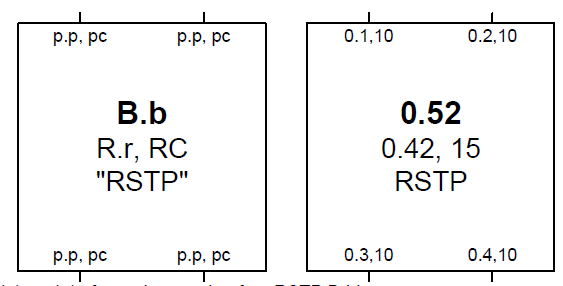 p.p, pc p.p, pc
B.b
R.r, RC
"RSTP"
p.p, pc p.p, pc
0.1,10 0.2,10
0.52
0.42, 15
RSTP
0.3,10 0.4,10